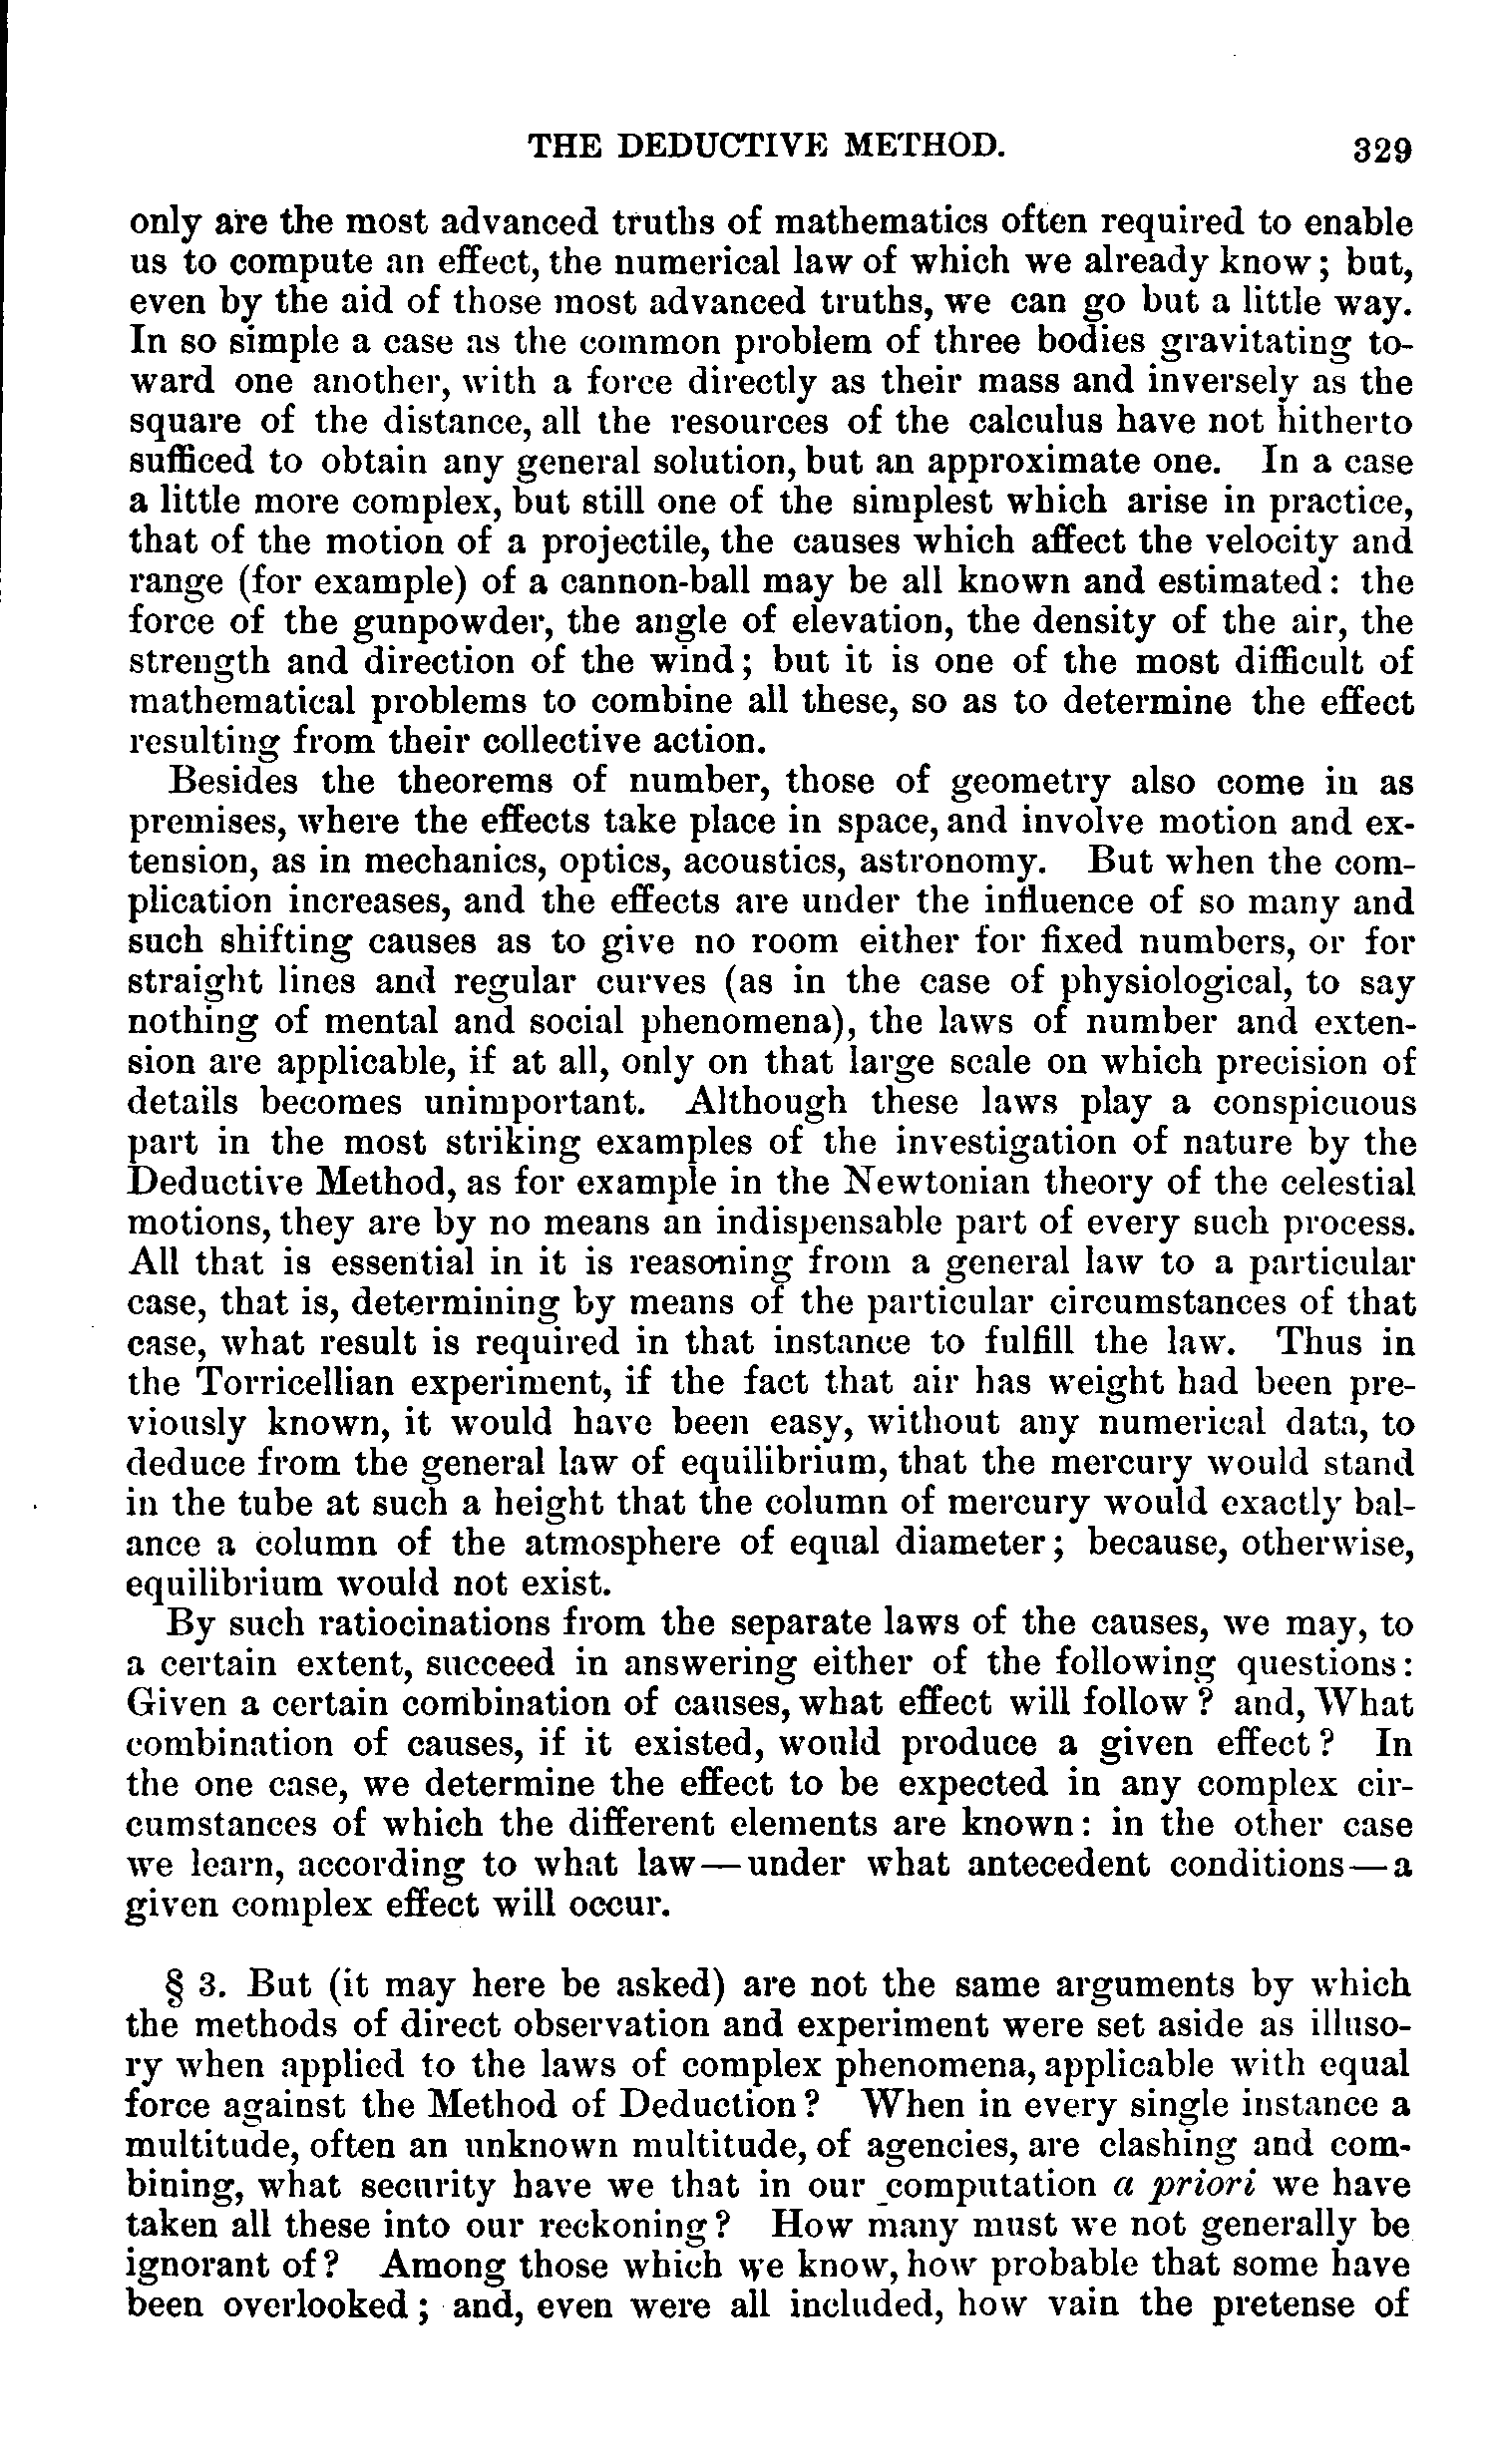 THE DEDUCTIVE METHOD. 329
only are the most advanced truths of mathematics often required to enable
us to compute an effect, the numerical law of which we already know; but,
even by the aid of those most advanced truths, we can go but a little way.
In so simple a case as the common problem of three bodies gravitating to-
ward one another, with a force directly as their mass and inversely as the
square of the distance, all the resources of the calculus have not hitherto
sufficed to obtain any general solution, but an approximate one. In a case
a little more complex, but still one of the simplest which arise in practice,
that of the motion of a projectile, the causes which affect the velocity and
range (for example) of a cannon-ball may be all known and estimated: the
force of the gunpowder, the angle of elevation, the density of the air, the
strength and direction of the wind; but it is one of the most difficult of
mathematical problems to combine all these, so as to determine the effect
resulting from their collective action.
Besides the theorems of number, those of geometry also come in as
premises, where the effects take place in space, and involve motion and ex-
tension, as in mechanics, optics, acoustics, astronomy. But when the com-
plication increases, and the effects are under the influence of so many and
such shifting causes as to give no room either for fixed numbers, or for
straight lines and regular curves (as in the case of physiological, to say
nothing of mental and social phenomena), the laws of number and exten-
sion are applicable, if at all, only on that large scale on which precision of
details becomes unimportant. Although these laws play a conspicuous
part in the most striking examples of the investigation of nature by the
Deductive Method, as for example in the Newtonian theory of the celestial
motions, they are by no means an indispensable part of every such process.
All that is essential in it is reasoning from a general law to a particular
case, that is, determining by means of the particular circumstances of that
case, what result is required in that instance to fulfill the law. Thus in
the Torricellian experiment, if the fact that air has weight had been pre-
viously known, it would have been easy, without any numerical data, to
deduce from the general law of equilibrium, that the mercury would stand
in the tube at such a height that the column of mercury would exactly bal-
ance a column of the atmosphere of equal diameter; because, otherwise,
equilibrium would not exist.
By such ratiocinations from the separate laws of the causes, we may, to
a certain extent, succeed in answering either of the following questions:
Given a certain combination of causes, what effect will follow? and, What
combination of causes, if it existed, would produce a given effect? In
the one case, we determine the effect to be expected in any complex cir-
cumstances of which the different elements are known: in the other case
we learn, according to what law—under what antecedent conditions—a
given complex effect will occur.
§ 3. But (it may here be asked) are not the same arguments by which
the methods of direct observation and experiment were set aside as illuso-
ry when applied to the laws of complex phenomena, applicable with equal
force against the Method of Deduction? When in every single instance a
multitude, often an unknown multitude, of agencies, are clashing and com-
bining, what security have we that in our computation a priori we have
taken all these into our reckoning? How many must we not generally be
ignorant of? Among those which we know, how probable that some have
been overlooked; and, even were all included, how vain the pretense of